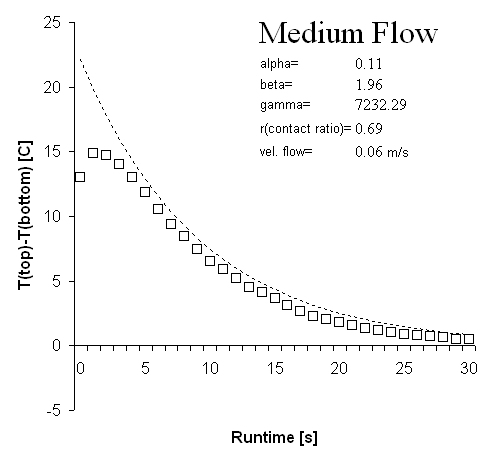 Medium Flow
alpha= 0.11
beta= 1.96
gamma= 7232.29
r(contact ratio)= 0.69
vel. flow= 0.06 m/s
T(top)-T(bottom) [C]
25
20
15
10
5
0
-5
0 5 10 15 20 25 30
Runtime [s]